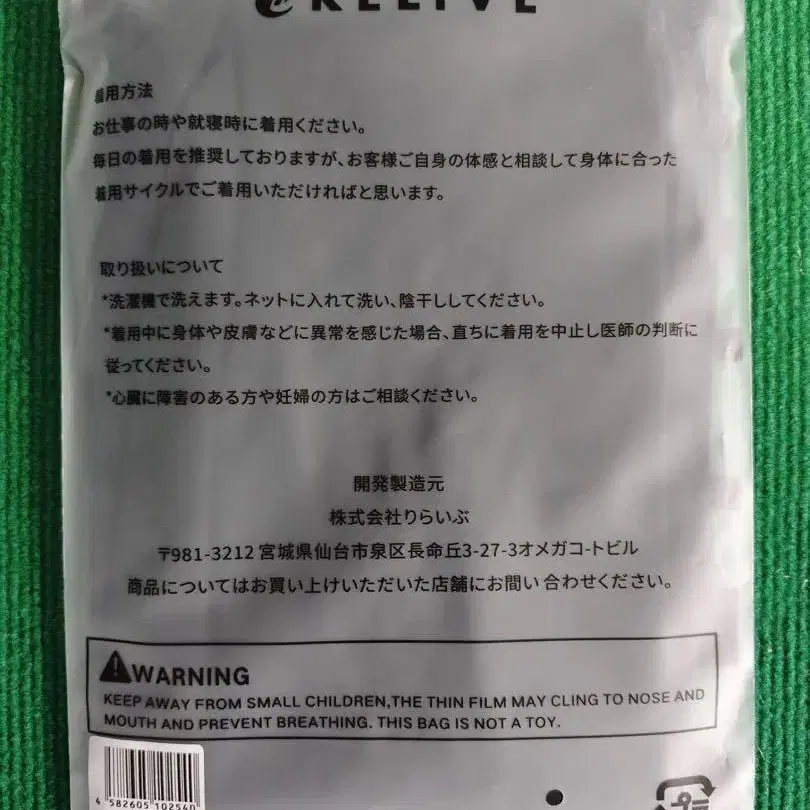 RELIVE
着用方法
お仕事の時や就寝時に着用ください。
毎日の着用を推奨しておりますが、お客様ご自身の体感と相談して身体に合った
着用サイクルでご着用いただければと思います。
取り扱いについて
*洗濯機で洗えます。ネットに入れて洗い、陰干ししてください。
*着用中に身体や皮膚などに異常を感じた場合、直ちに着用を中止し医師の判断に
従ってください。
*心臓に障害のある方や妊婦の方はご相談ください。
開発製造元
株式会社りらいぶ
〒981-3212 宮城県仙台市泉区長命丘3-27-3オメガコ-トビル
商品についてはお買い上げいただいた店舗にお問い合わせください。
WARNING
KEEP AWAY FROM SMALL CHILDREN,THE THIN FILM MAY CLING TO NOSE AND
MOUTH AND PREVENT BREATHING. THIS BAG IS NOT A TOY.
4 582605 102540
プラ